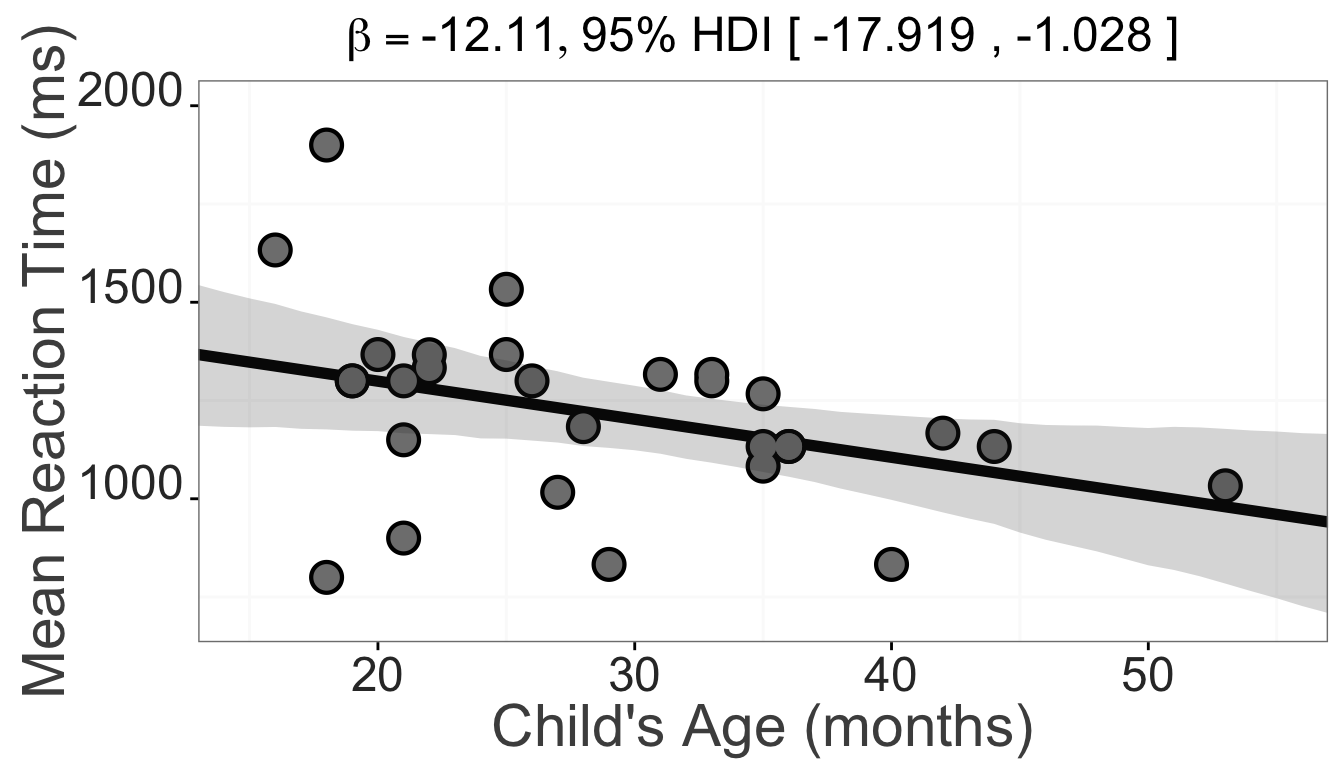 β = -12.11, 95% HDI [ -17.919 , -1.028 ]
Mean Reaction Time (ms)
2000
1500
1000
20 30 40 50
Child's Age (months)